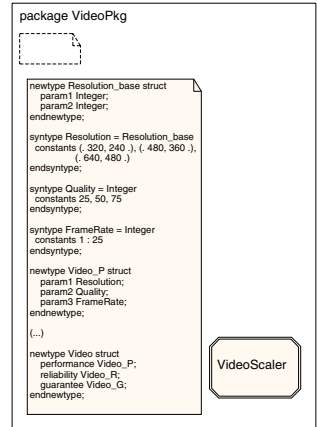 package VideoPkg
newtype Resolution_base struct
param1 Integer;
param2 Integer;
endnewtype;
syntype Resolution = Resolution_base
constants (. 320, 240 .), (. 480, 360 .),
(. 640, 480 .)
endsyntype;
syntype Quality = Integer
constants 25, 50, 75
endsyntype;
syntype FrameRate = Integer
constants 1 : 25
endsyntype;
newtype Video_P struct
param1 Resolution;
param2 Quality;
param3 FrameRate;
endnewtype;
(...)
newtype Video struct
performance Video_P;
reliability Video_R;
guarantee Video_G;
endnewtype;
VideoScaler